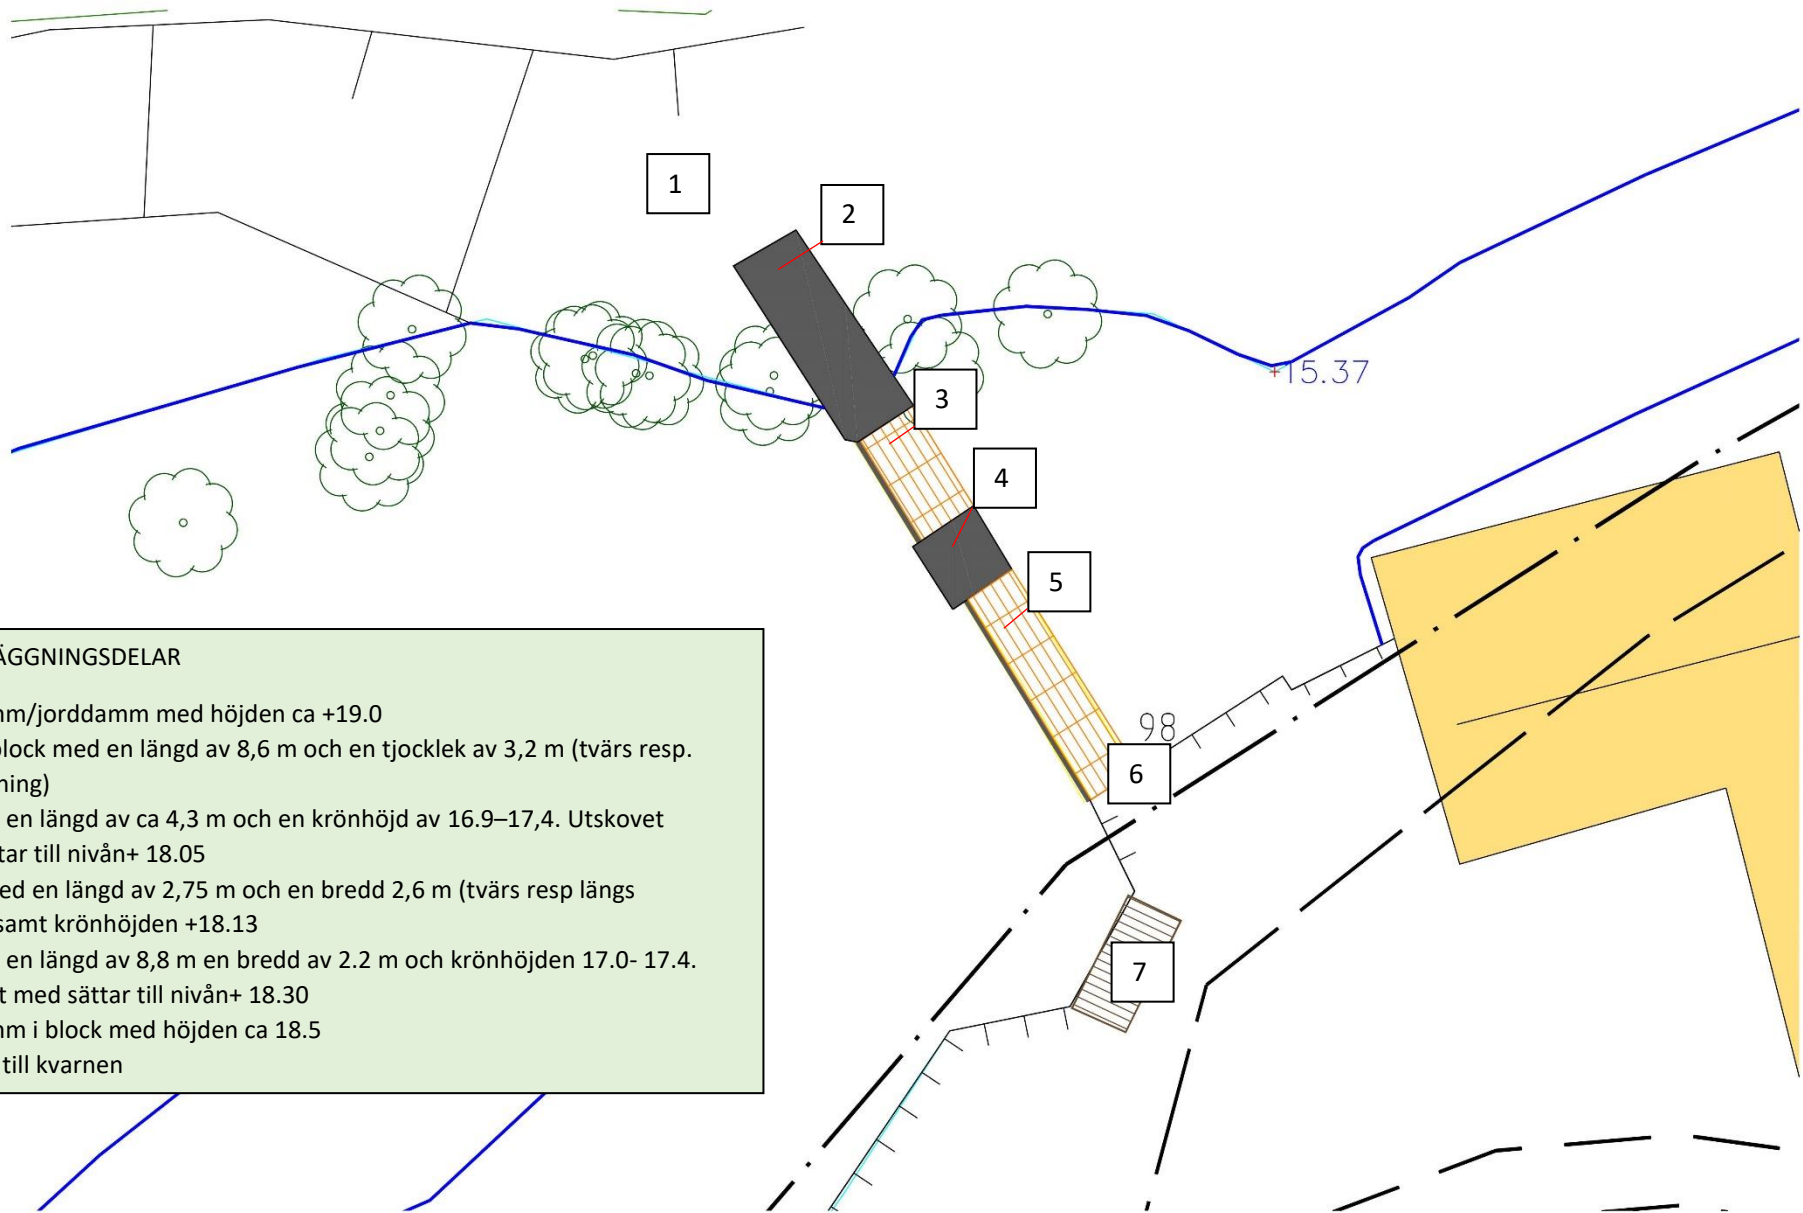 1
2
15.37
3
4
5
ÄGGNINGSDELAR
nm/jorddamm med höjden ca +19.0
block med en längd av 8,6 m och en tjocklek av 3,2 m (tvärs resp.
ning)
en längd av ca 4,3 m och en krönhöjd av 16.9–17,4. Utskovet
tar till nivån+ 18.05
ed en längd av 2,75 m och en bredd 2,6 m (tvärs resp längs
samt krönhöjden +18.13
en längd av 8,8 m en bredd av 2.2 m och krönhöjden 17.0- 17.4.
t med sättar till nivån+ 18.30
nm i block med höjden ca 18.5
till kvarnen
98
6
7